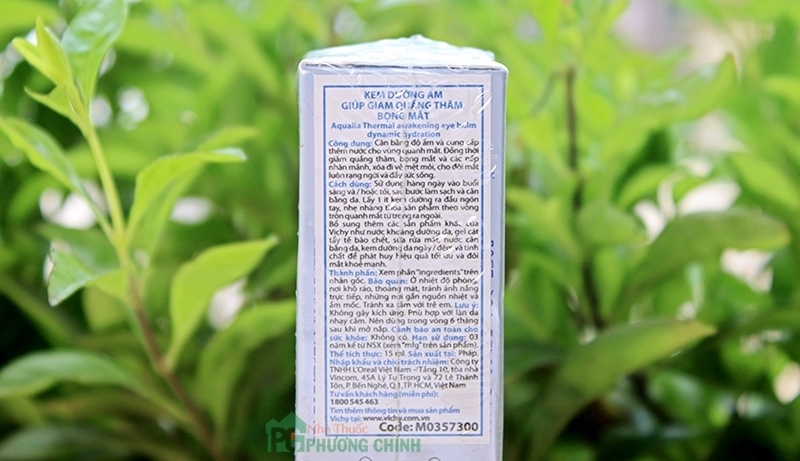 KEM DƯỠNG ẨM
GIÚP GIẢM QUẦNG THÂM
BỌNG MẮT
Aqualia Thermal awakening eye balm
dynamic hydration
Công dụng: Cân bằng độ ẩm và cung cấp
thêm nước cho vùng quanh mắt. Đồng thời
giảm quầng thâm, bọng mắt và các nếp
nhăn mảnh, xóa đi vẻ mệt mỏi, cho đôi mắt
luôn rạng ngời và đầy sức sống.
Cách dùng: Sử dụng hàng ngày vào buổi
sáng và/ hoặc tối, sau bước làm sạch và cân
bằng da. Lấy 1 ít kem dưỡng ra đầu ngón
tay, nhẹ nhàng thoa sản phẩm theo vòng
tròn quanh mắt từ trong ra ngoài.
Bổ sung thêm các sản phẩm khác của
Vichy như nước khoáng dưỡng da, gel cát
tẩy tế bào chết, sữa rửa mặt, nước cân
bằng da, kem dưỡng da ngày / đêm và tinh
chất để phát huy hiệu quả tối ưu và đôi
mắt khoẻ mạnh.
Thành phần: Xem phần "ingredients" trên
nhãn gốc. Bảo quản: Ở nhiệt độ phòng,
nơi khô ráo, thoáng mát, tránh ánh nắng
trực tiếp, những nơi gần nguồn nhiệt và
ẩm mốc. Tránh xa tầm với trẻ em. Lưu ý:
Không gây kích ứng. Phù hợp với làn da
nhạy cảm. Nên dùng trong vòng 6 tháng
sau khi mở nắp. Cảnh báo an toàn cho
sức khỏe: Không có. Hạn sử dụng: 03
năm kể từ NSX (xem "mfg" trên sản phẩm).
Thể tích thực: 15 ml. Sản xuất tại: Pháp.
Nhập khẩu và chịu trách nhiệm: Công ty
TNHH L'Oreal Việt Nam - Tầng 10, tòa nhà
Vincom, 45A Lý Tự Trọng và 72 Lê Thánh
Tôn, P. Bến Nghé, Q.1, TP.HCM, Việt Nam
Tư vấn khách hàng (miễn phí):
1800 545 463
Tìm thêm thông tin và mua sản phẩm
Vichy tại: www.vichy.com.vn
Code: M0357300
Nhà Thuốc
PHƯƠNG CHINH